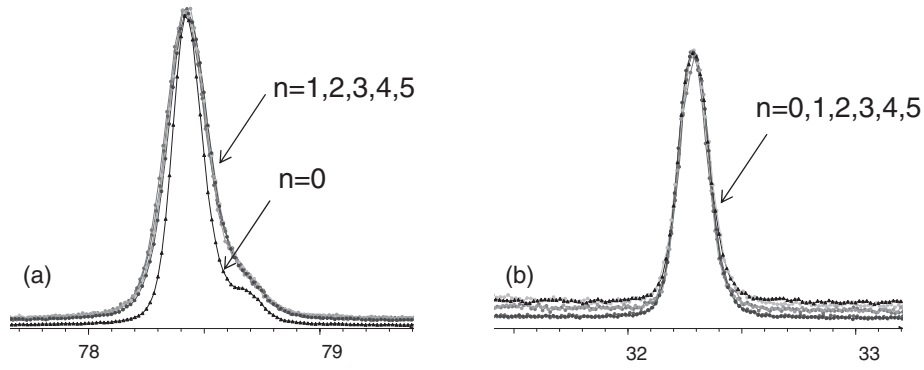 n=1,2,3,4,5
n=0
(a)
78 79
n=0,1,2,3,4,5
(b)
32 33